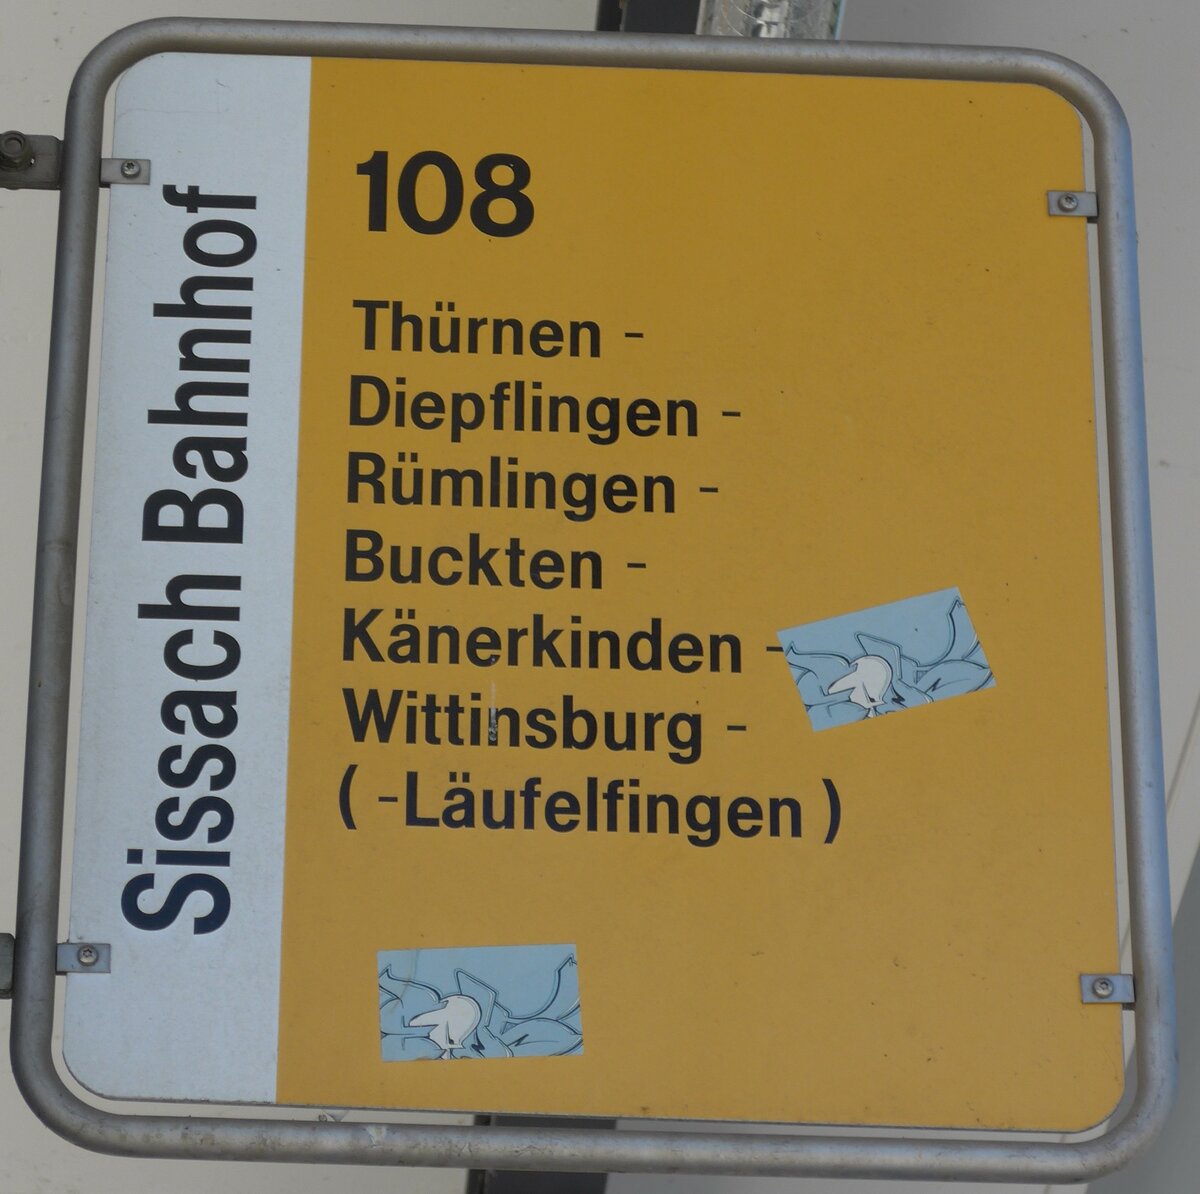 Sissach Bahnhof
108
Thürnen -
Diepflingen -
Rümlingen -
Buckten -
Känerkinden -
Wittinsburg -
( -Läufelfingen )